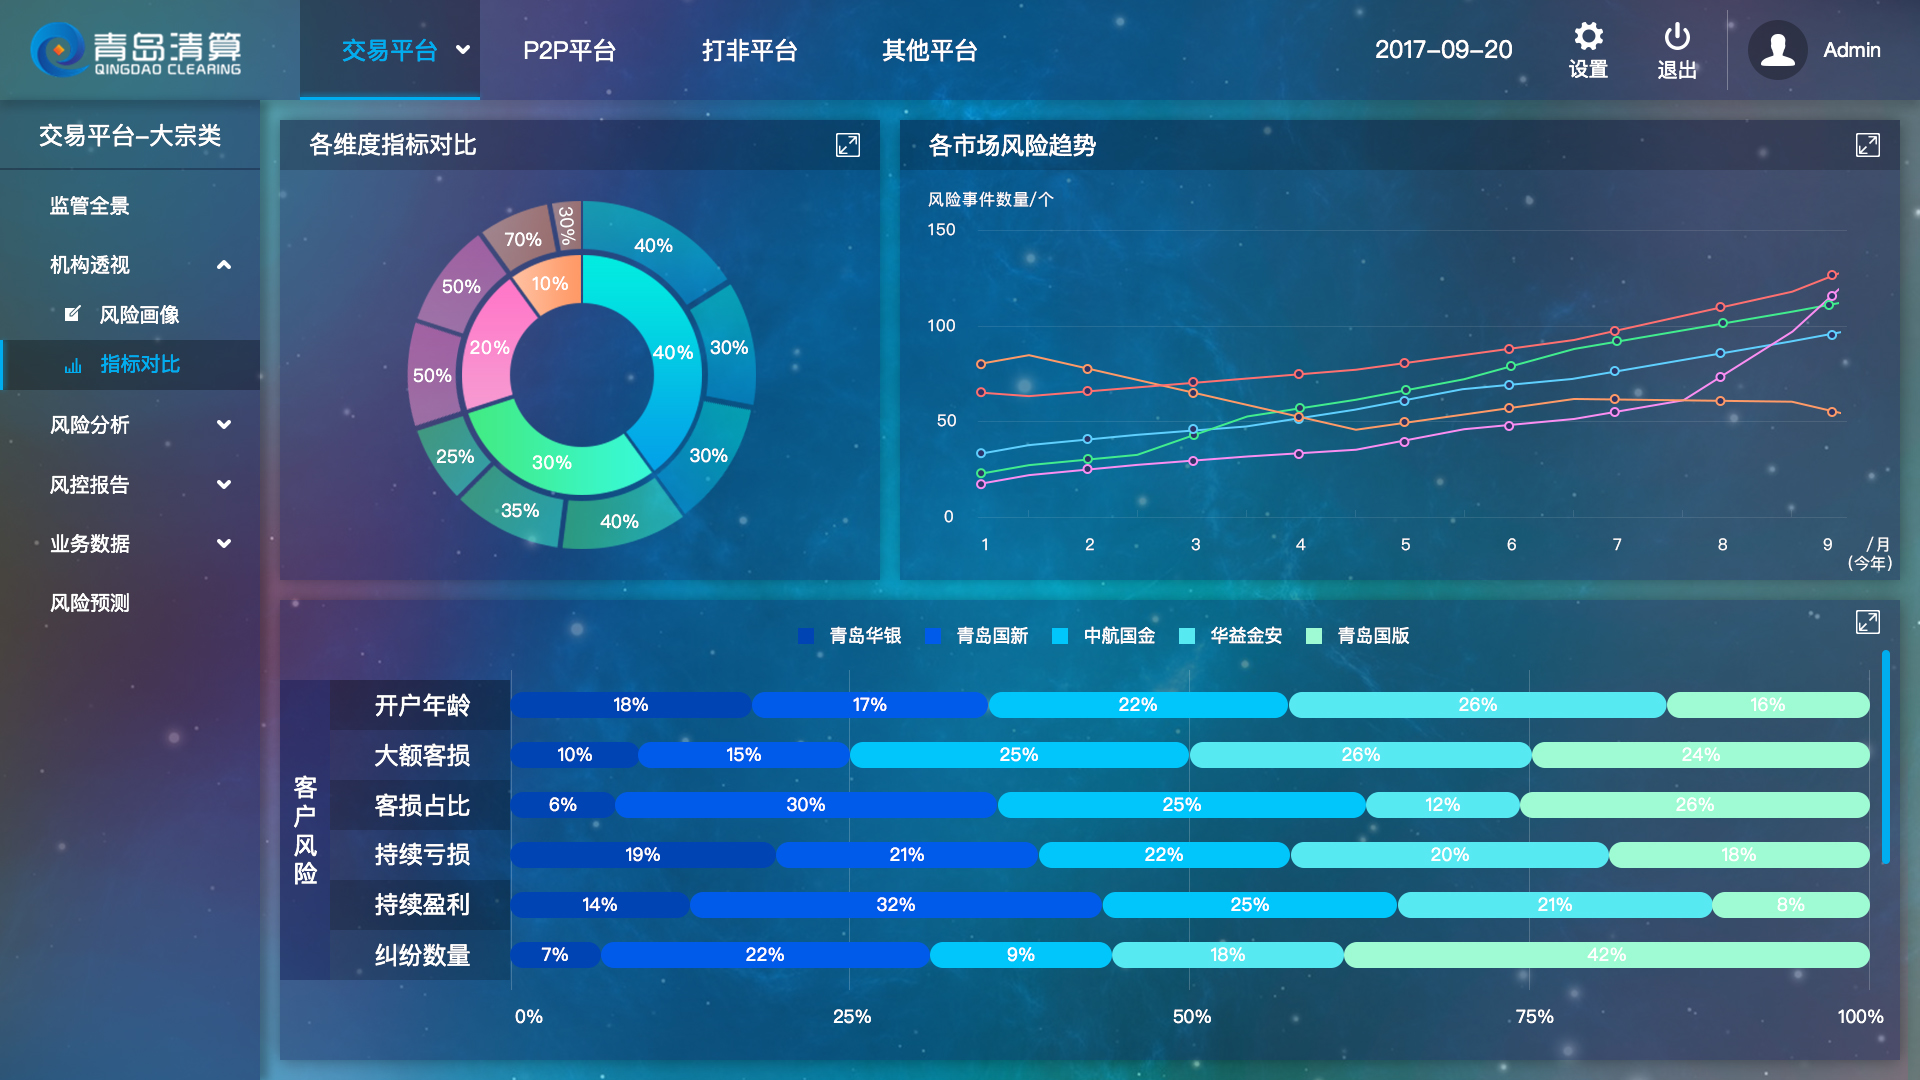 青岛清算
QINGDAO CLEARING
交易平台
P2P平台
打非平台
其他平台
2017-09-20
设置
退出
Admin
交易平台-大宗类
监管全景
机构透视
风险画像
指标对比
风险分析
风控报告
业务数据
风险预测
各维度指标对比
30%
70%
40%
50%
10%
40%
30%
20%
50%
30%
25%
30%
35%
40%
各市场风险趋势
风险事件数量/个
150
100
50
0
1 2 3 4 5 6 7 8 9 /月
(今年)
青岛华银 青岛国新 中航国金 华益金安 青岛国版
客户风险
开户年龄 18% 17% 22% 26% 16%
大额客损 10% 15% 25% 26% 24%
客损占比 6% 30% 25% 12% 26%
持续亏损 19% 21% 22% 20% 18%
持续盈利 14% 32% 25% 21% 8%
纠纷数量 7% 22% 9% 18% 42%
0% 25% 50% 75% 100%